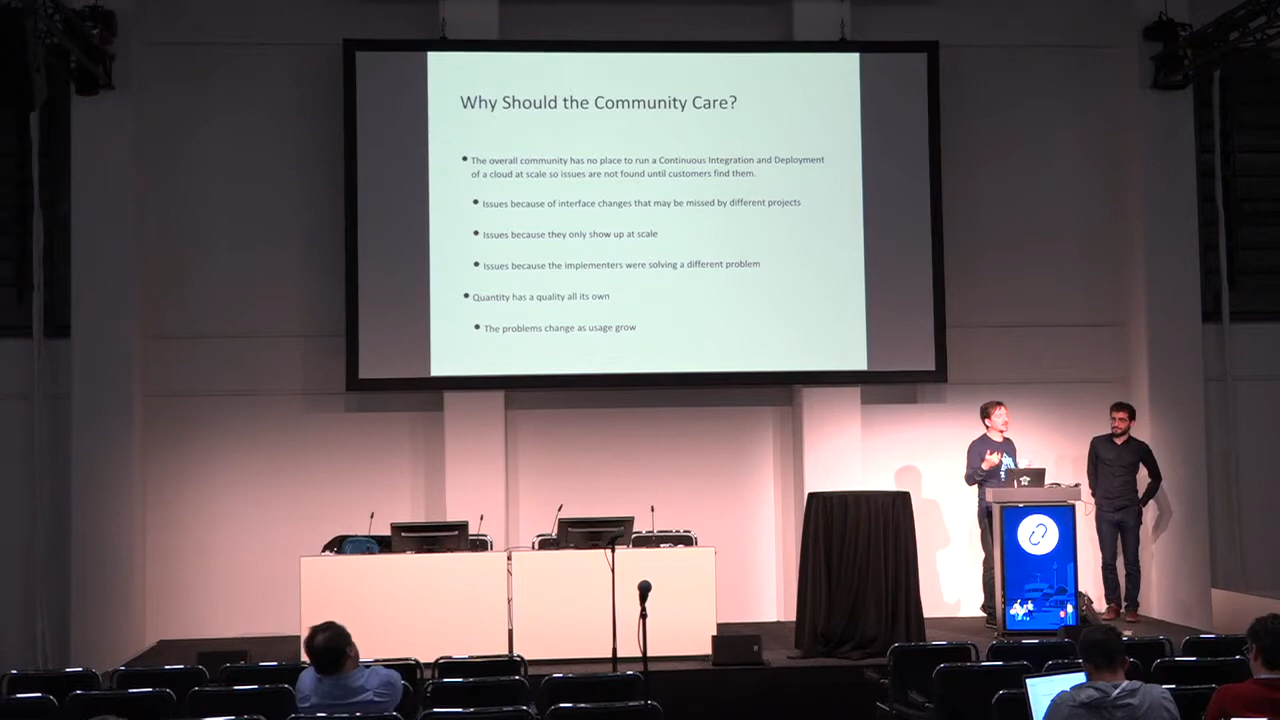 Why Should the Community Care?
The overall community has no place to run a Continuous Integration and Deployment
of a cloud at scale so issues are not found until customers find them.
Issues because of interface changes that may be missed by different projects
Issues because they only show up at scale
Issues because the implementers were solving a different problem
Quantity has a quality all its own
The problems change as usage grow